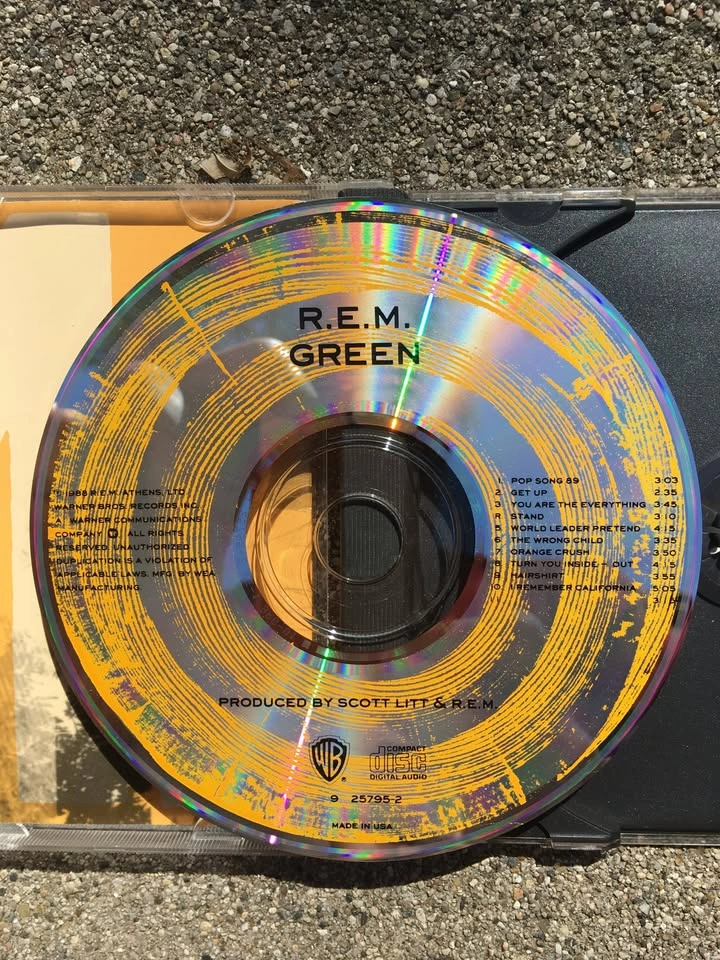 R.E.M.
GREEN
1988 R.E.M./ATHENS, LTD.
WARNER BROS. RECORDS INC.
WARNER COMMUNICATIONS
COMPANY W ALL RIGHTS
RESERVED. UNAUTHORIZED
DUPLICATION IS A VIOLATION OF
APPLICABLE LAWS. MFG. BY WEA
MANUFACTURING.
1 POP SONG 89 3:03
2 GET UP 2:35
3 YOU ARE THE EVERYTHING 3:45
R STAND 3:10
5 WORLD LEADER PRETEND 4:15
6 THE WRONG CHILD 3:35
7 ORANGE CRUSH 3:50
8 TURN YOU INSIDE-OUT 4:15
9 HAIRSHIRT 3:55
10 I REMEMBER CALIFORNIA 5:05
PRODUCED BY SCOTT LITT & R.E.M.
WB
COMPACT
disc
DIGITAL AUDIO
9 25795-2
MADE IN USA